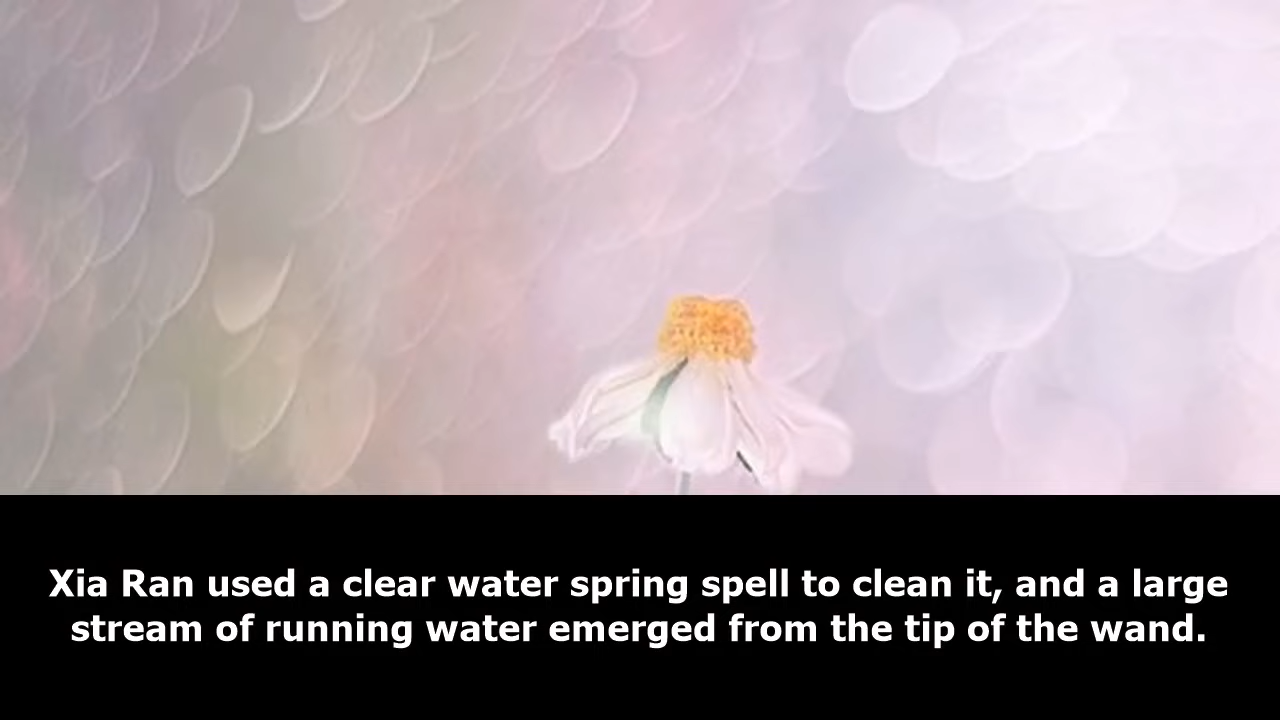 Xia Ran used a clear water spring spell to clean it, and a large
stream of running water emerged from the tip of the wand.